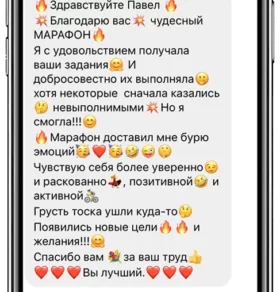 🔥Здравствуйте Павел 🔥
💥Благодарю вас💥 чудесный
МАРАФОН🔥
Я с удовольствием получала
ваши задания🤗 И
добросовестно их выполняла🤫
хотя некоторые  сначала казались
🤔 невыполнимыми💥Но я
смогла!!!😊
🔥Марафон доставил мне бурю
эмоций🥳❤️🤣😜🤔
Чувствую себя более уверенно😉
и раскованно💃, позитивной🤣 и
активной🚴
Грусть тоска ушли куда-то🤔
Появились новые цели🔥🔥 и
желания!!!🤗
Спасибо вам 💐 за ваш труд👍
❤️❤️❤️Вы лучший.❤️❤️❤️